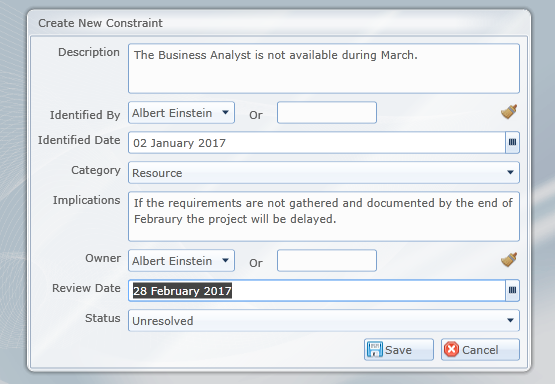 Create New Constraint
Description
The Business Analyst is not available during March.
Identified By Albert Einstein Or
Identified Date 02 January 2017
Category Resource
Implications
If the requirements are not gathered and documented by the end of
Febraury the project will be delayed.
Owner Albert Einstein Or
Review Date 28 February 2017
Status Unresolved
Save Cancel